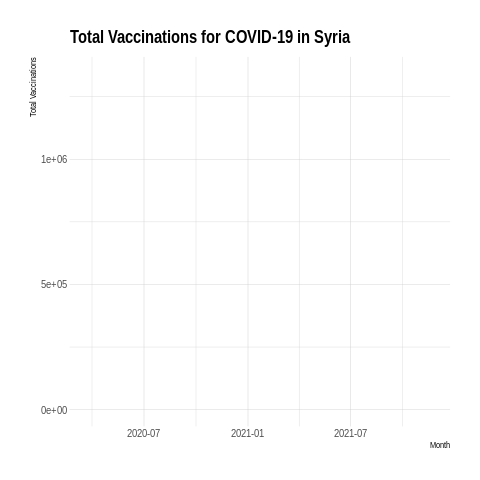 Total Vaccinations for COVID-19 in Syria
Total Vaccinations
1e+06
5e+05
0e+00
2020-07
2021-01
2021-07
Month